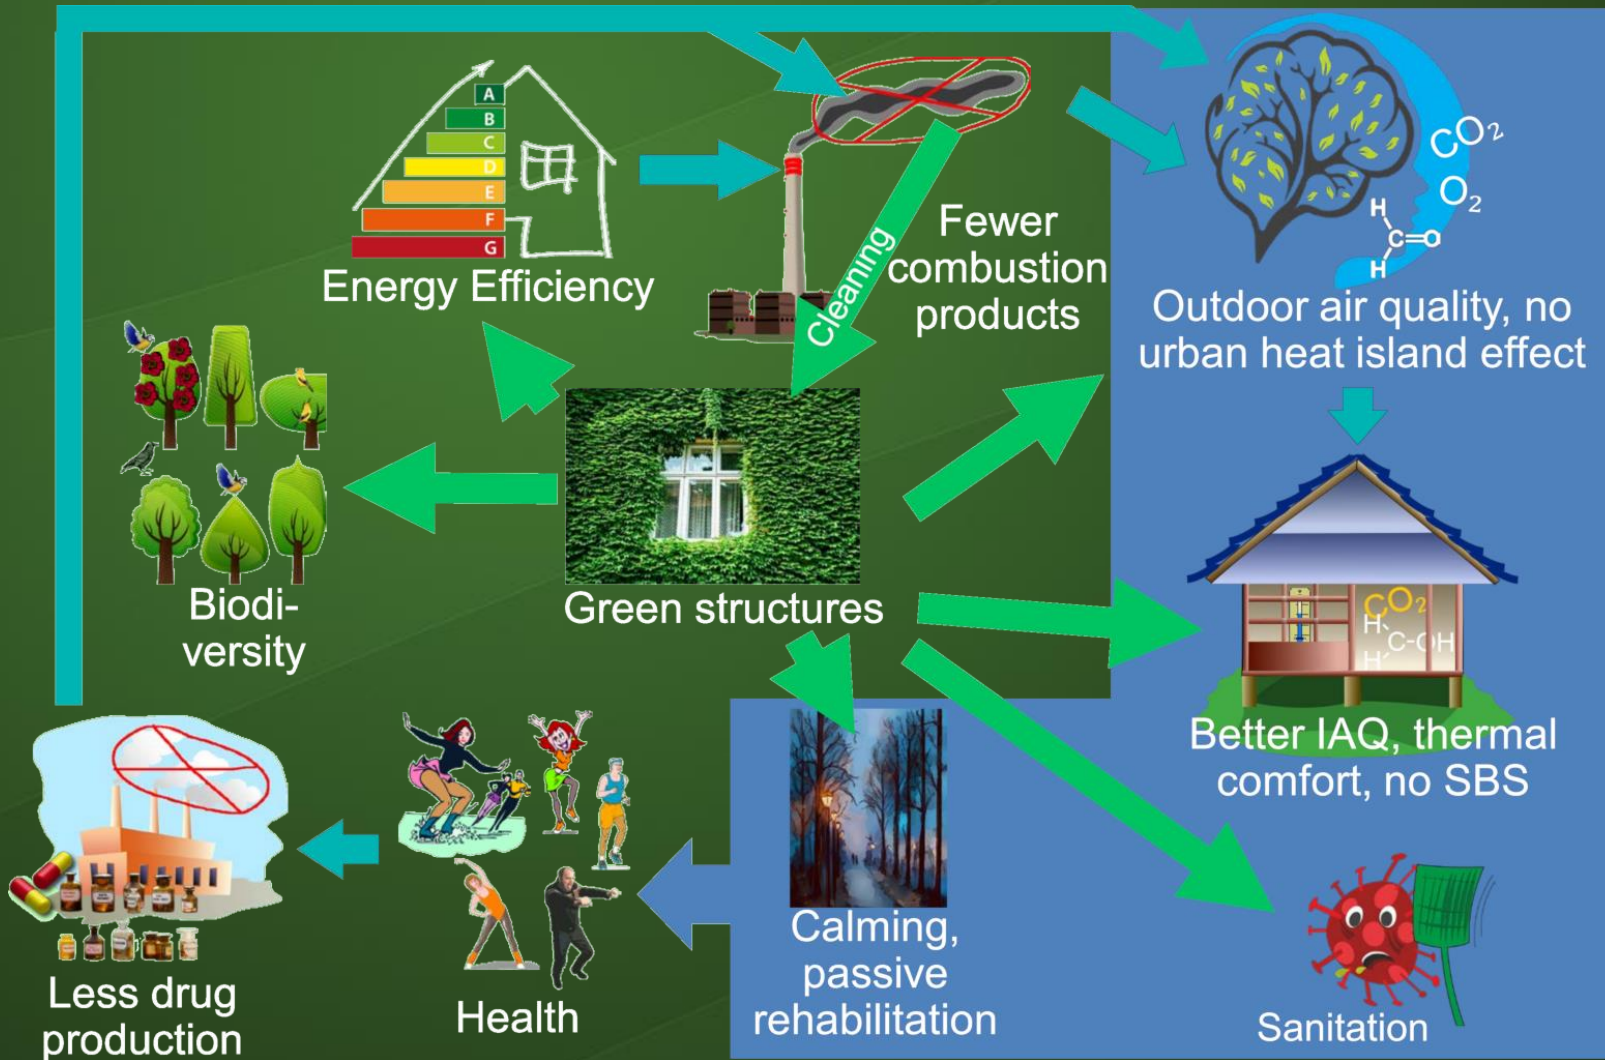 A
B
C
D
E
F
G
Energy Efficiency
Cleaning
Fewer
combustion
products
CO2
O2
H
C=O
H
Outdoor air quality, no
urban heat island effect
Biodi-
versity
Green structures
CO2
H
C-OH
H
Better IAQ, thermal
comfort, no SBS
Less drug
production
Health
Calming,
passive
rehabilitation
Sanitation